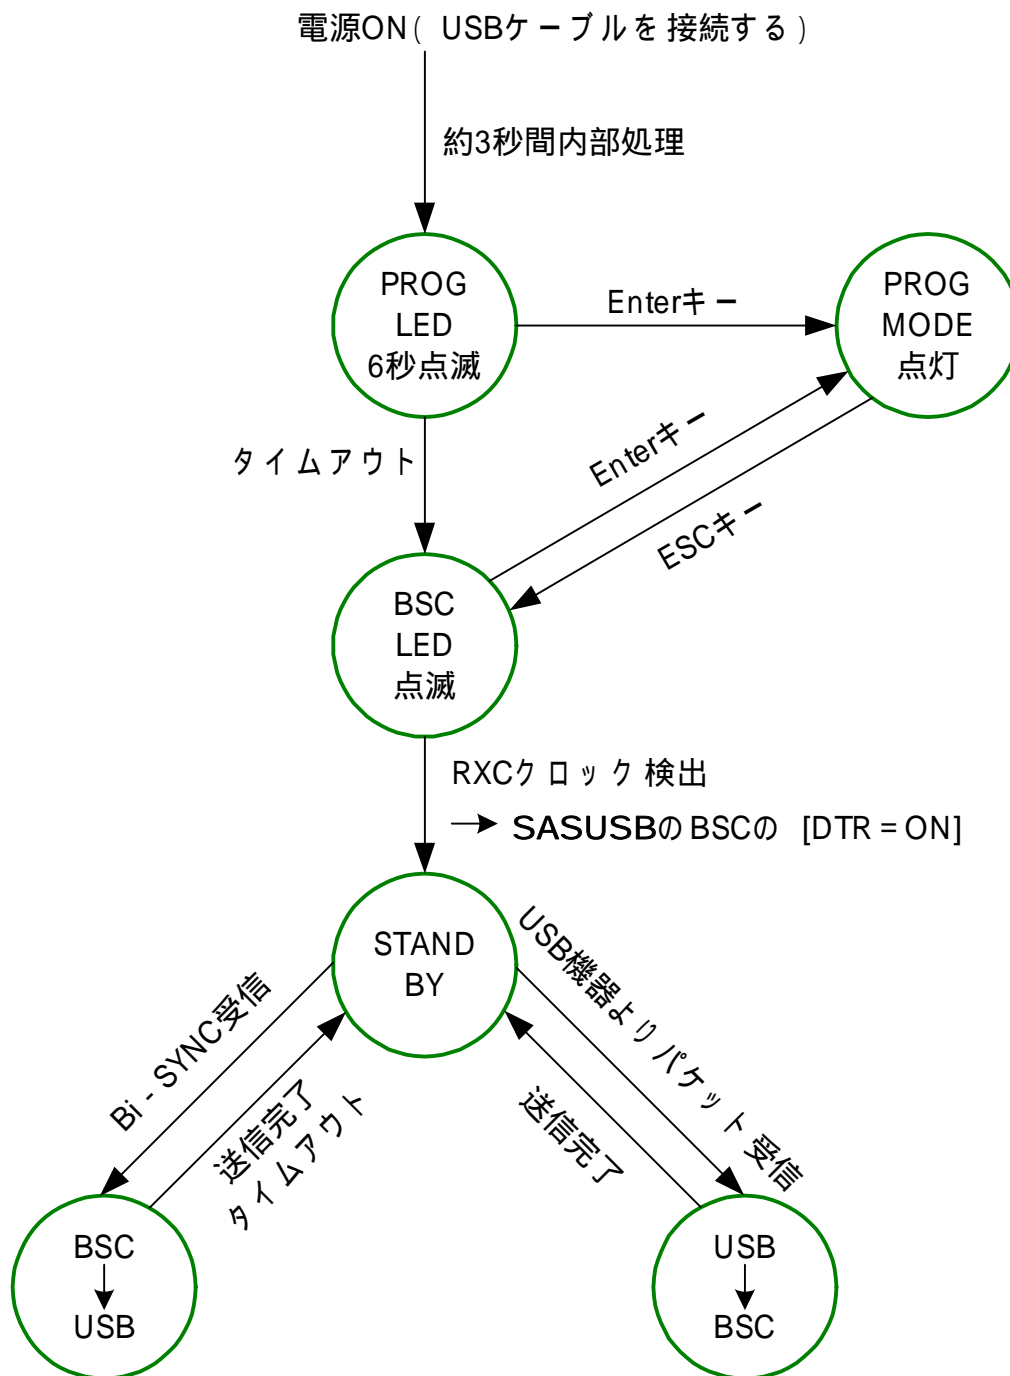 電源ON( USBケーブルを接続する)
約3秒間内部処理
PROG
LED
6秒点滅
Enterキー
PROG
MODE
点灯
タイムアウト
Enterキー
ESCキー
BSC
LED
点滅
RXCクロック検出
SASUSBのBSCの [DTR = ON]
STAND
BY
Bi - SYNC受信
送信完了
タイムアウト
USB機器よりパケット受信
送信完了
BSC
USB
USB
BSC